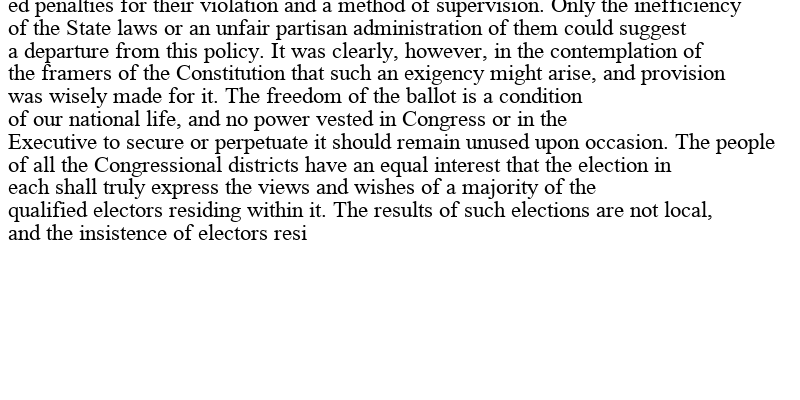 ed penalties for their violation and a method of supervision. Only the inefficiency
of the State laws or an unfair partisan administration of them could suggest
a departure from this policy. It was clearly, however, in the contemplation of
the framers of the Constitution that such an exigency might arise, and provision
was wisely made for it. The freedom of the ballot is a condition
of our national life, and no power vested in Congress or in the
Executive to secure or perpetuate it should remain unused upon occasion. The people
of all the Congressional districts have an equal interest that the election in
each shall truly express the views and wishes of a majority of the
qualified electors residing within it. The results of such elections are not local,
and the insistence of electors resi